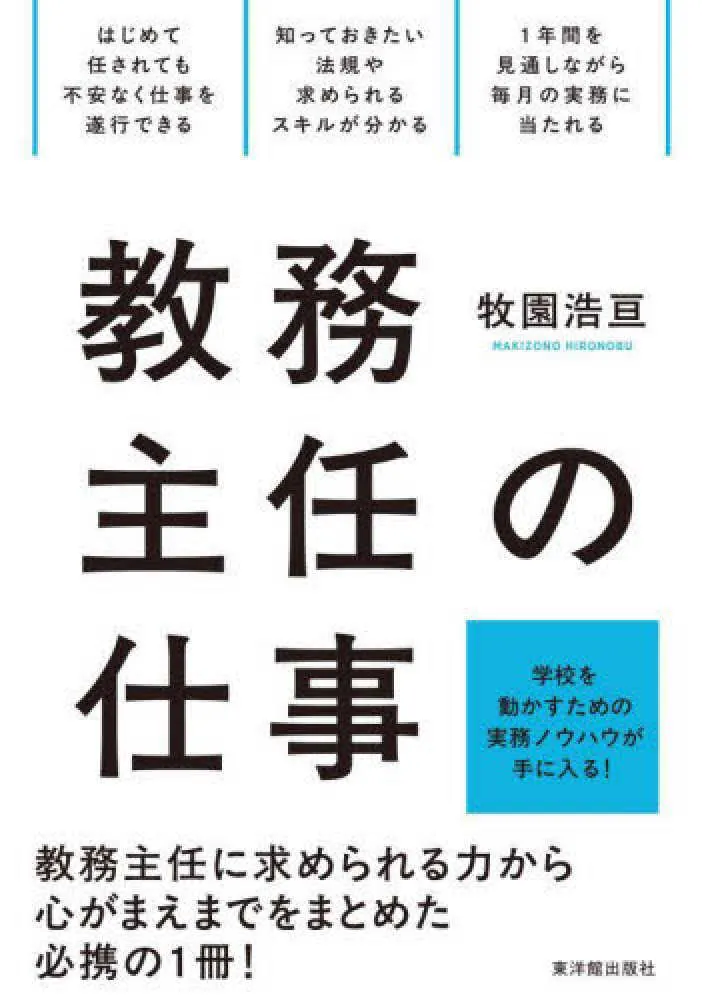 はじめて
任されても
不安なく仕事を
遂行できる
知っておきたい
法規や
求められる
スキルが分かる
1年間を
見通しながら
毎月の実務に
当たれる
教務
主任の
仕事
牧園浩亘
MAKIZONO HIRONOBU
学校を
動かすための
実務ノウハウが
手に入る！
教務主任に求められる力から
心がまえまでをまとめた
必携の1冊！
東洋館出版社